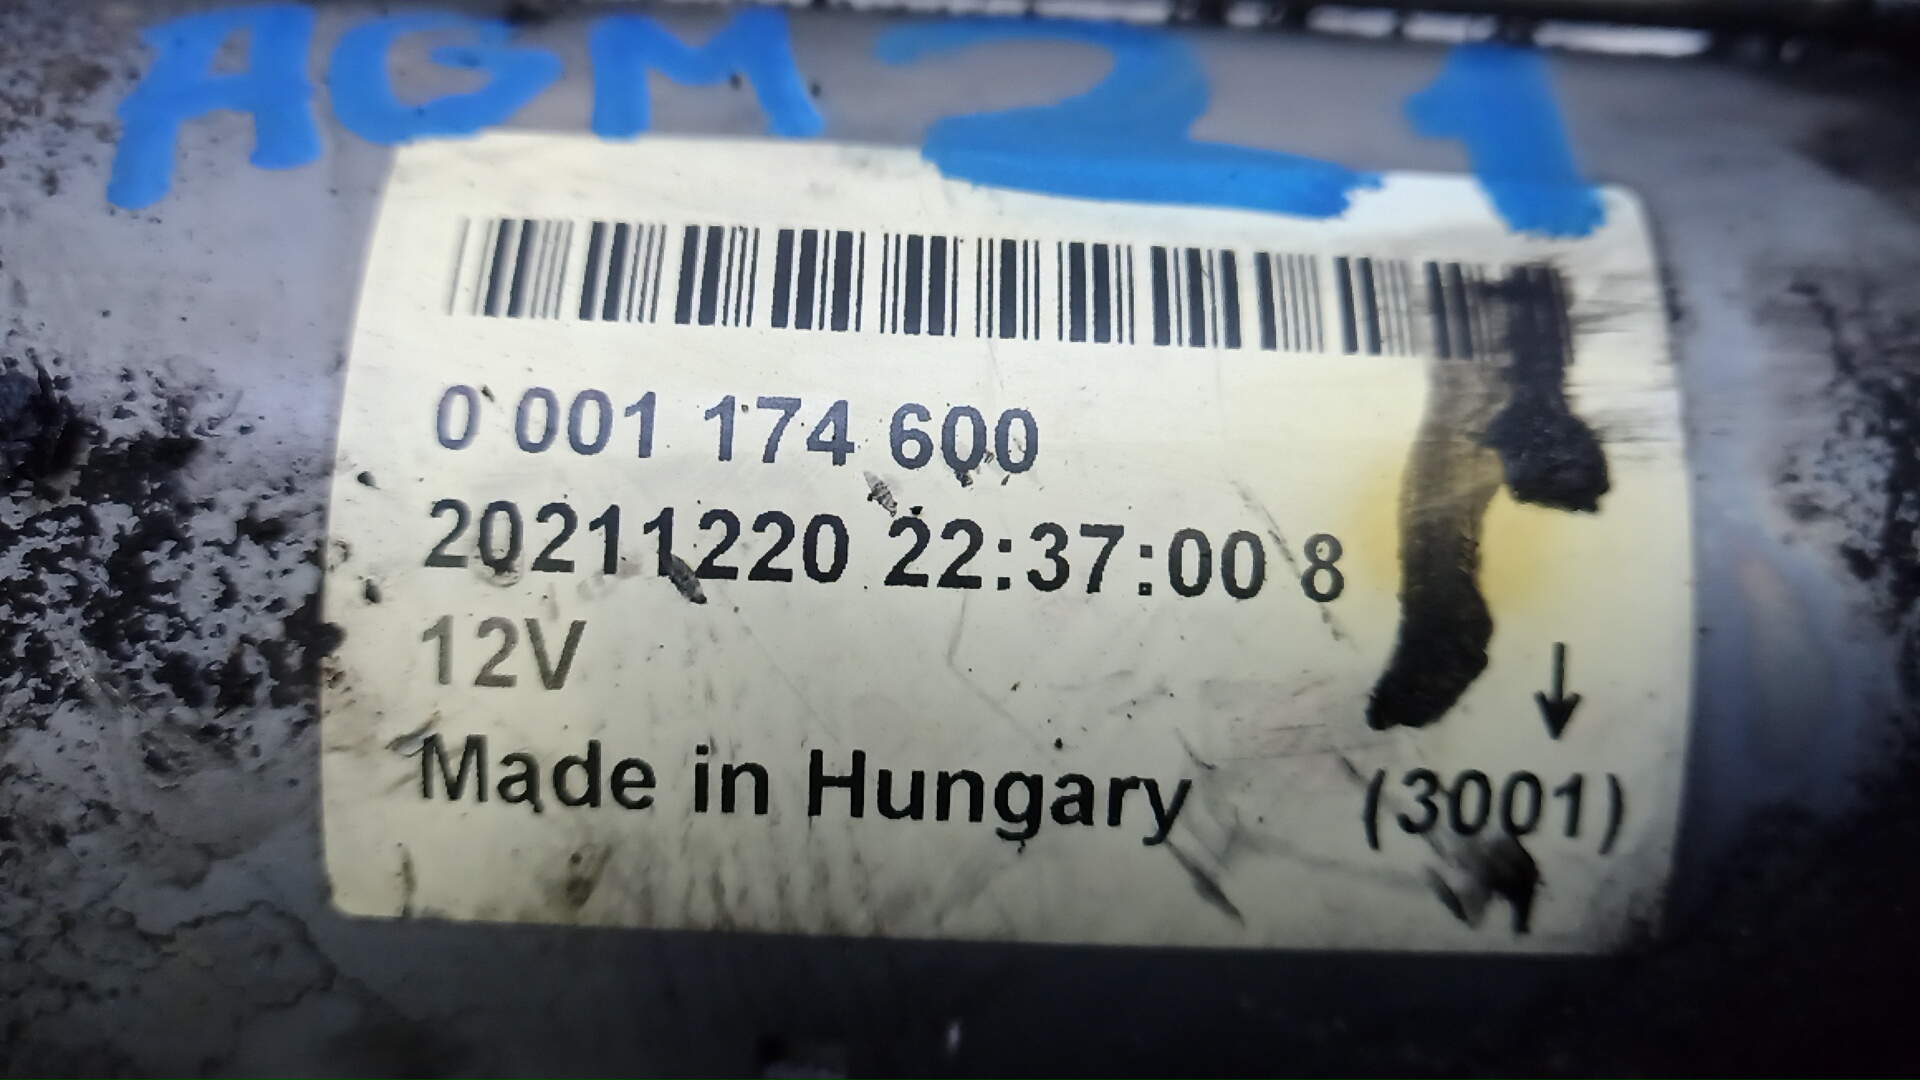 AGM 21
0 001 174 600
20211220 22:37:00 8
12V
Made in Hungary (3001)